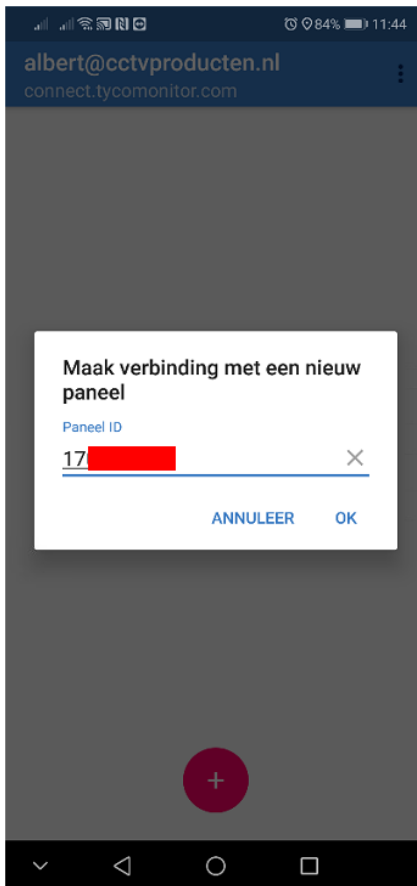 84% 11:44
albert@cctvproducten.nl
connect.tycomonitor.com
Maak verbinding met een nieuw
paneel
Paneel ID
17
ANNULEER OK